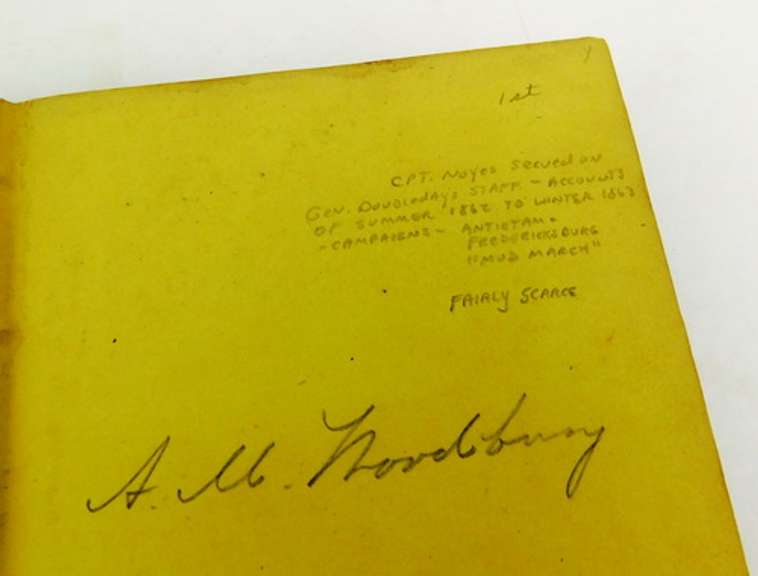 1st
CPT. Noyes Served on
Gen. Doubleday's STAFF - ACCOUNTS
OF SUMMER 1862 TO WINTER 1863
- CAMPAIGNS - ANTIETAM -
FREDERICKSBURG
"MUD MARCH"
FAIRLY SCARCE
A. M. Woodbury